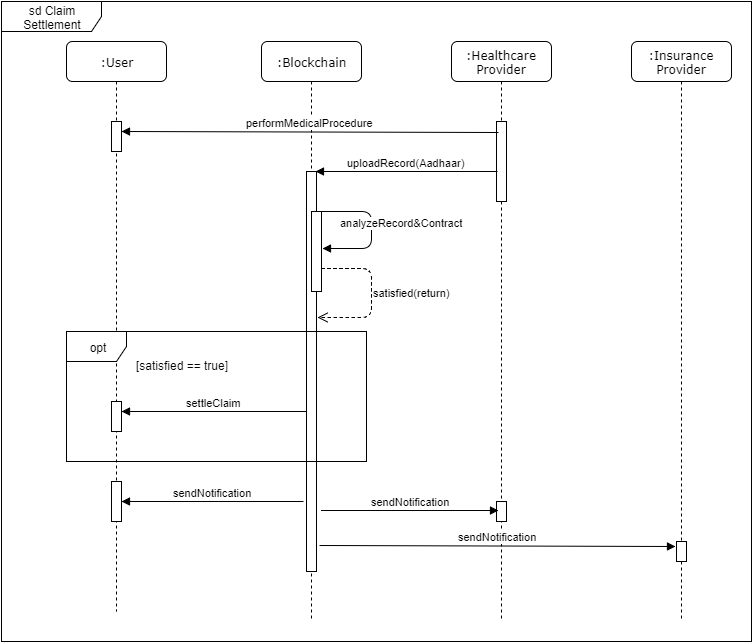 sd Claim
Settlement
:User
:Blockchain
:Healthcare
Provider
:Insurance
Provider
performMedicalProcedure
uploadRecord(Aadhaar)
analyzeRecord&Contract
satisfied(return)
opt
[satisfied == true]
settleClaim
sendNotification
sendNotification
sendNotification